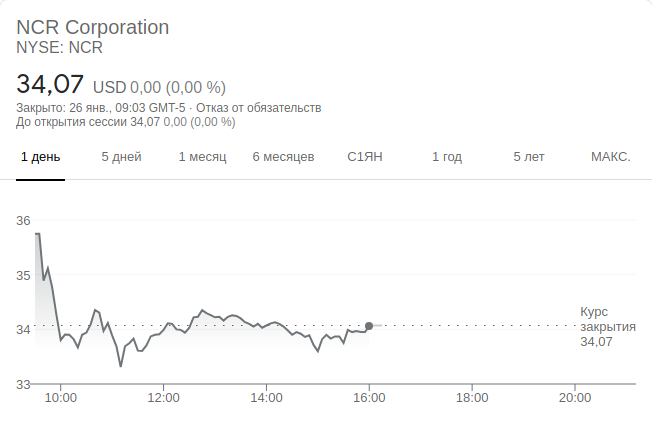 NCR Corporation
NYSE: NCR
34,07 USD 0,00 (0,00 %)
Закрыто: 26 янв., 09:03 GMT-5 · Отказ от обязательств
До открытия сессии 34,07 0,00 (0,00 %)
1 день 5 дней 1 месяц 6 месяцев С1ЯН 1 год 5 лет МАКС.
36
35
34
33
Курс
закрытия
34,07
10:00 12:00 14:00 16:00 18:00 20:00